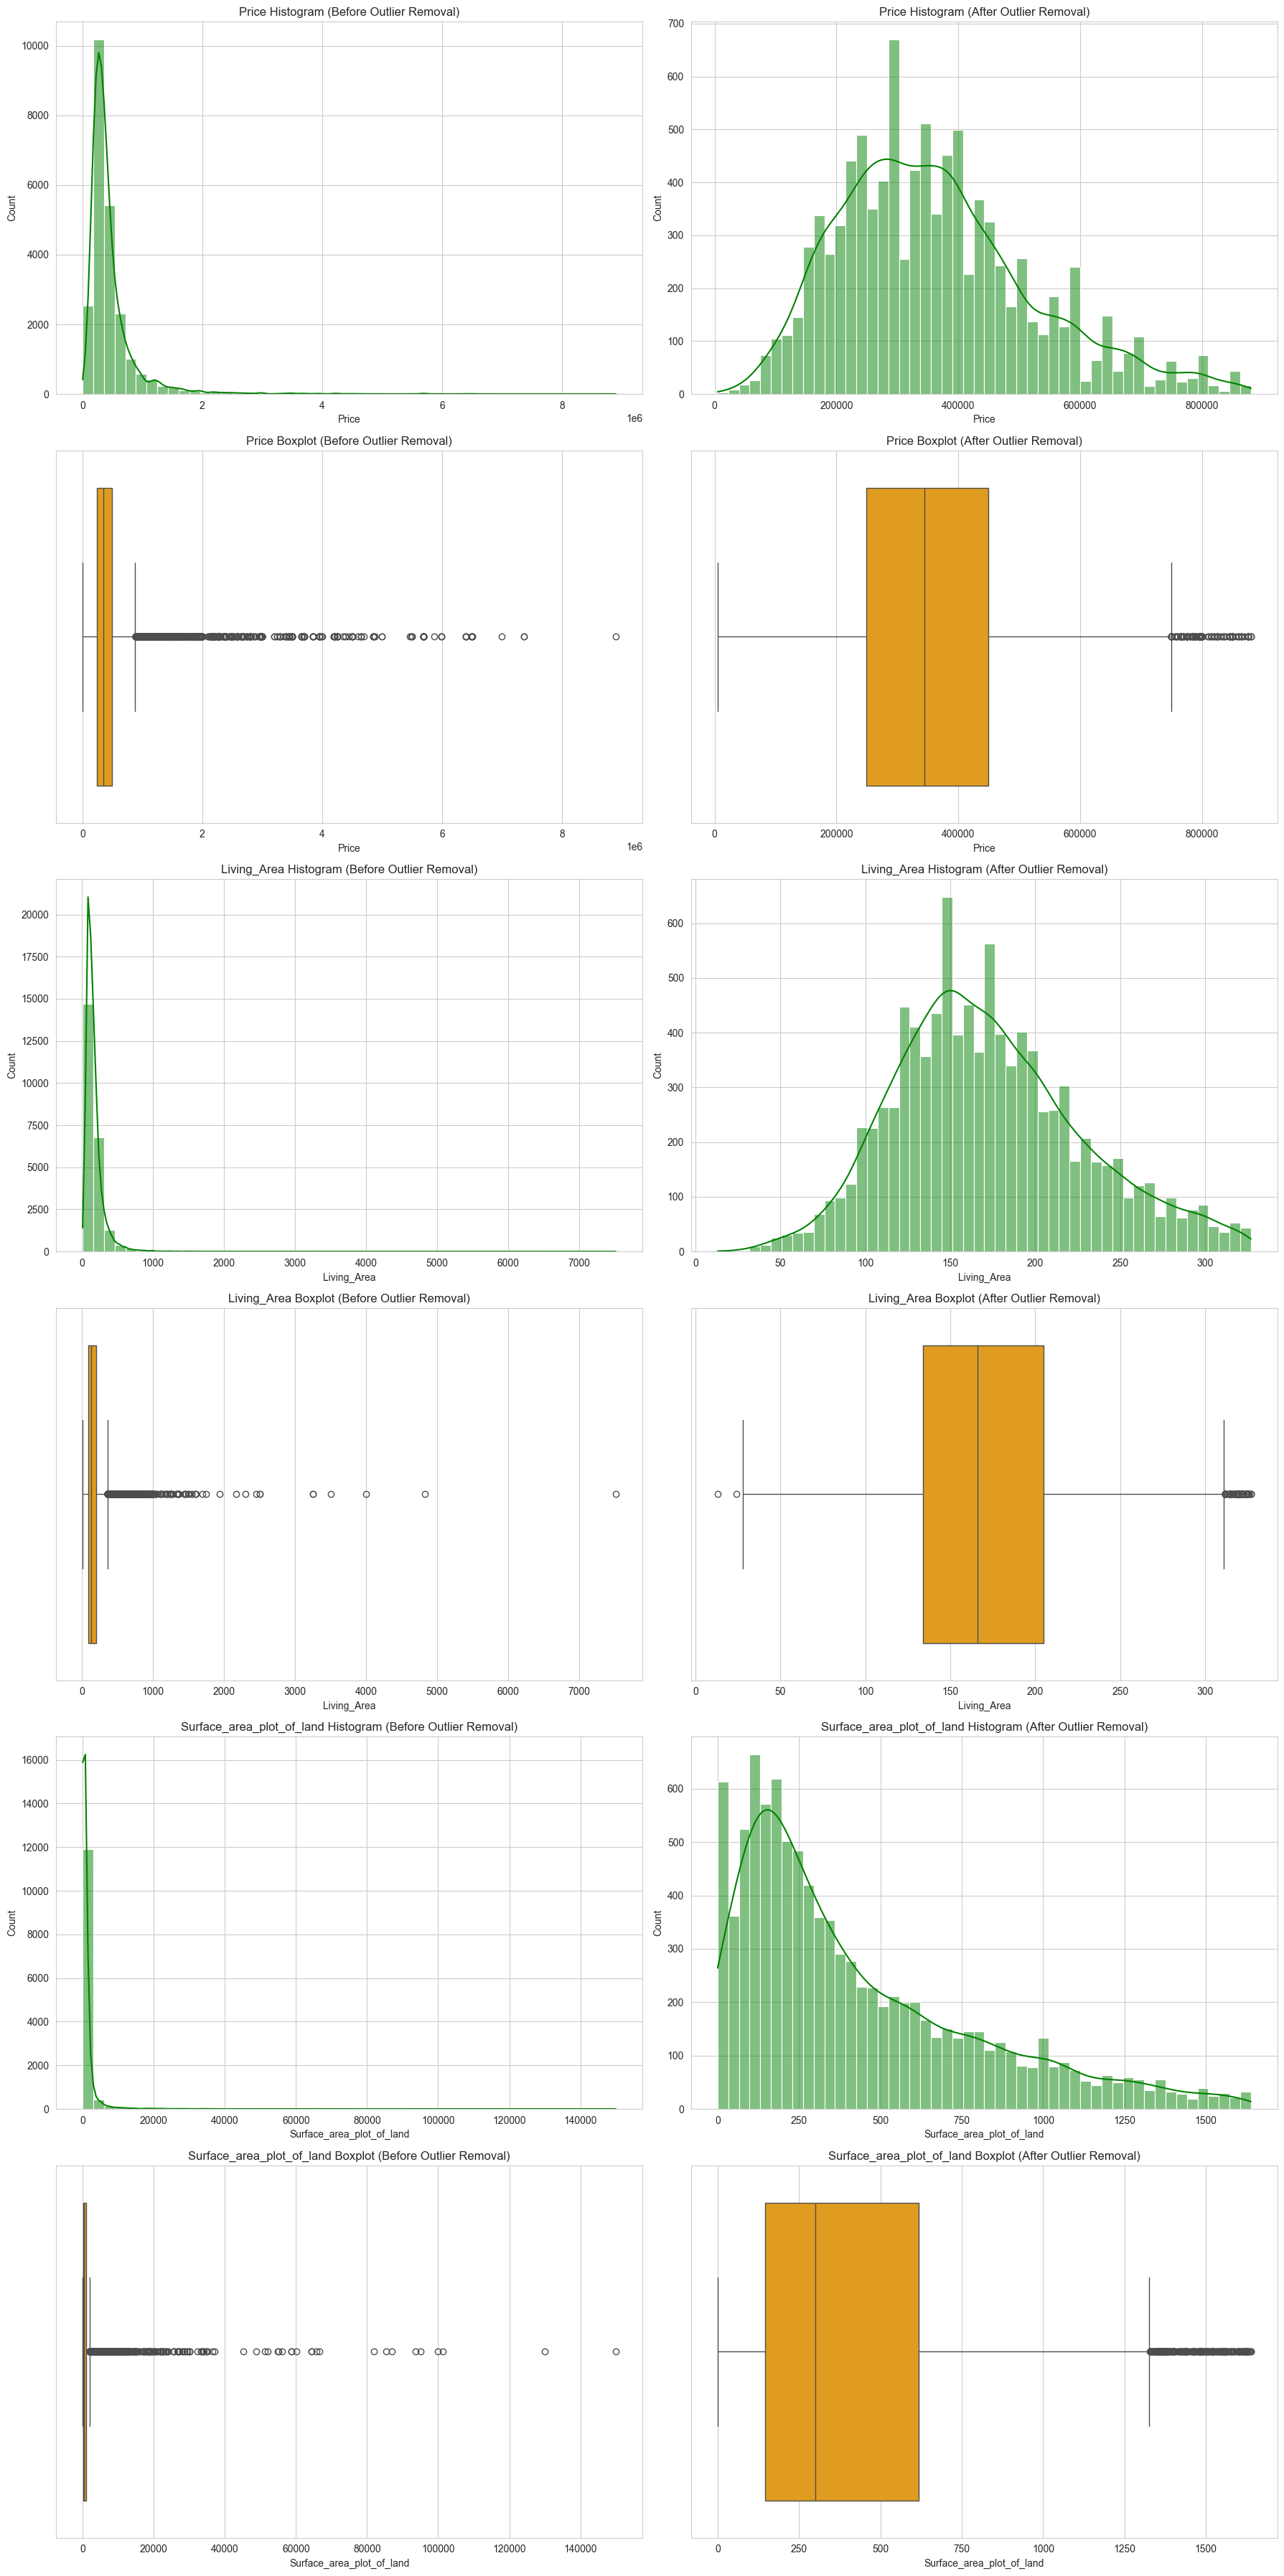 Price Histogram (Before Outlier Removal)
Price Histogram (After Outlier Removal)
10000
8000
6000
4000
2000
0
Count
0 2 4 6 8
1e6
Price
700
600
500
400
300
200
100
0
Count
0 200000 400000 600000 800000
Price
Price Boxplot (Before Outlier Removal)
Price Boxplot (After Outlier Removal)
0 2 4 6 8
1e6
Price
0 200000 400000 600000 800000
Price
Living_Area Histogram (Before Outlier Removal)
Living_Area Histogram (After Outlier Removal)
20000
17500
15000
12500
10000
7500
5000
2500
0
Count
0 1000 2000 3000 4000 5000 6000 7000
Living_Area
600
500
400
300
200
100
0
Count
0 50 100 150 200 250 300
Living_Area
Living_Area Boxplot (Before Outlier Removal)
Living_Area Boxplot (After Outlier Removal)
0 1000 2000 3000 4000 5000 6000 7000
Living_Area
0 50 100 150 200 250 300
Living_Area
Surface_area_plot_of_land Histogram (Before Outlier Removal)
Surface_area_plot_of_land Histogram (After Outlier Removal)
16000
14000
12000
10000
8000
6000
4000
2000
0
Count
0 20000 40000 60000 80000 100000 120000 140000
Surface_area_plot_of_land
600
500
400
300
200
100
0
Count
0 250 500 750 1000 1250 1500
Surface_area_plot_of_land
Surface_area_plot_of_land Boxplot (Before Outlier Removal)
Surface_area_plot_of_land Boxplot (After Outlier Removal)
0 20000 40000 60000 80000 100000 120000 140000
Surface_area_plot_of_land
0 250 500 750 1000 1250 1500
Surface_area_plot_of_land